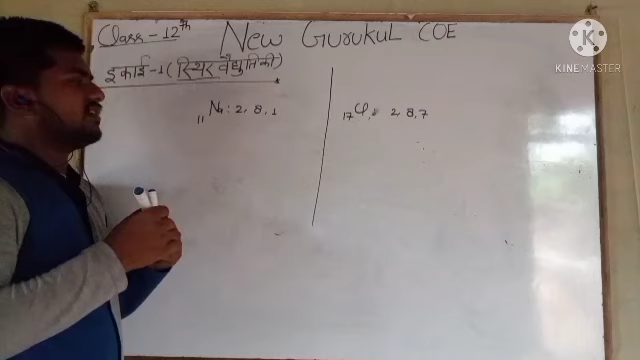 Class - 12th New GURUKUL COE
इकाई-1 (स्थिर वैद्युतिकी)
11Na: 2, 8, 1
17Cl: 2, 8, 7
KINEMASTER